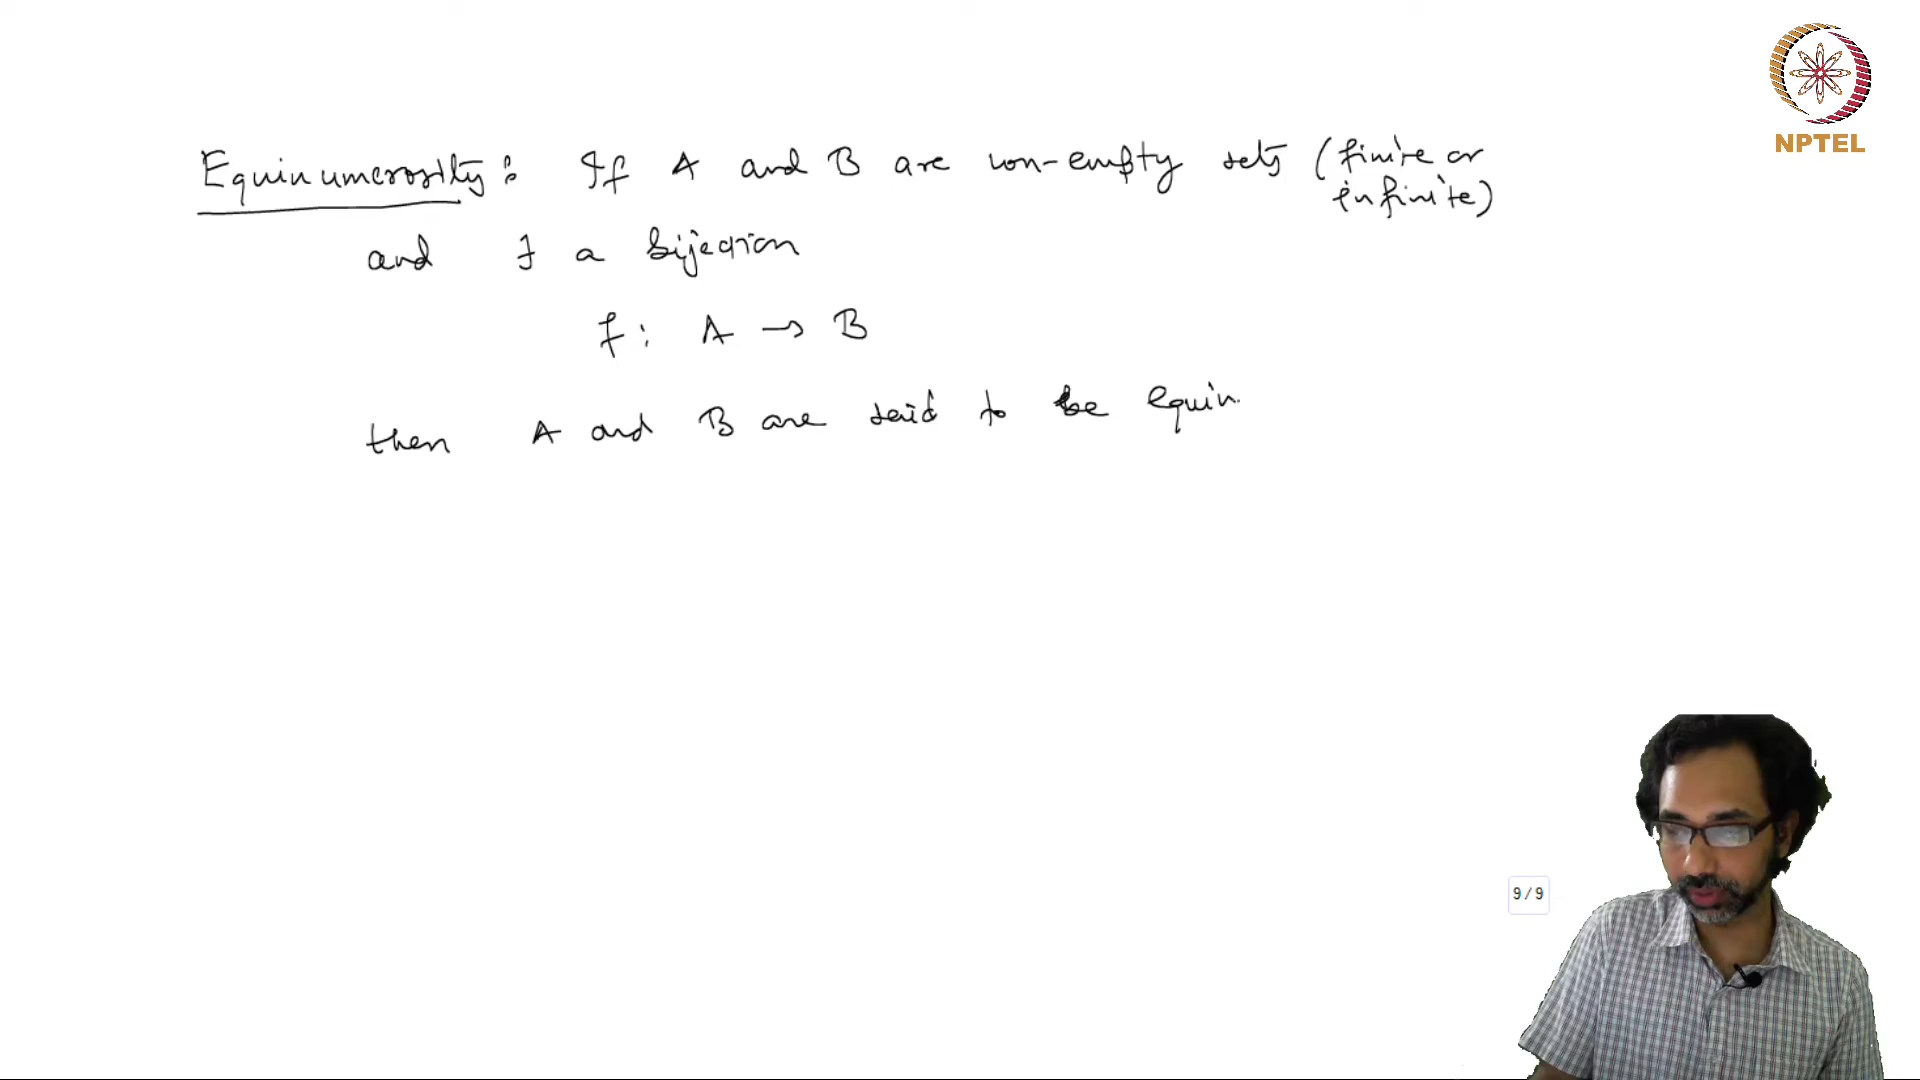 NPTEL
Equinumerosity: If A and B are non-empty sets (finite or
infinite)
and ∃ a bijection
f: A → B
then A and B are said to be equin
9/9